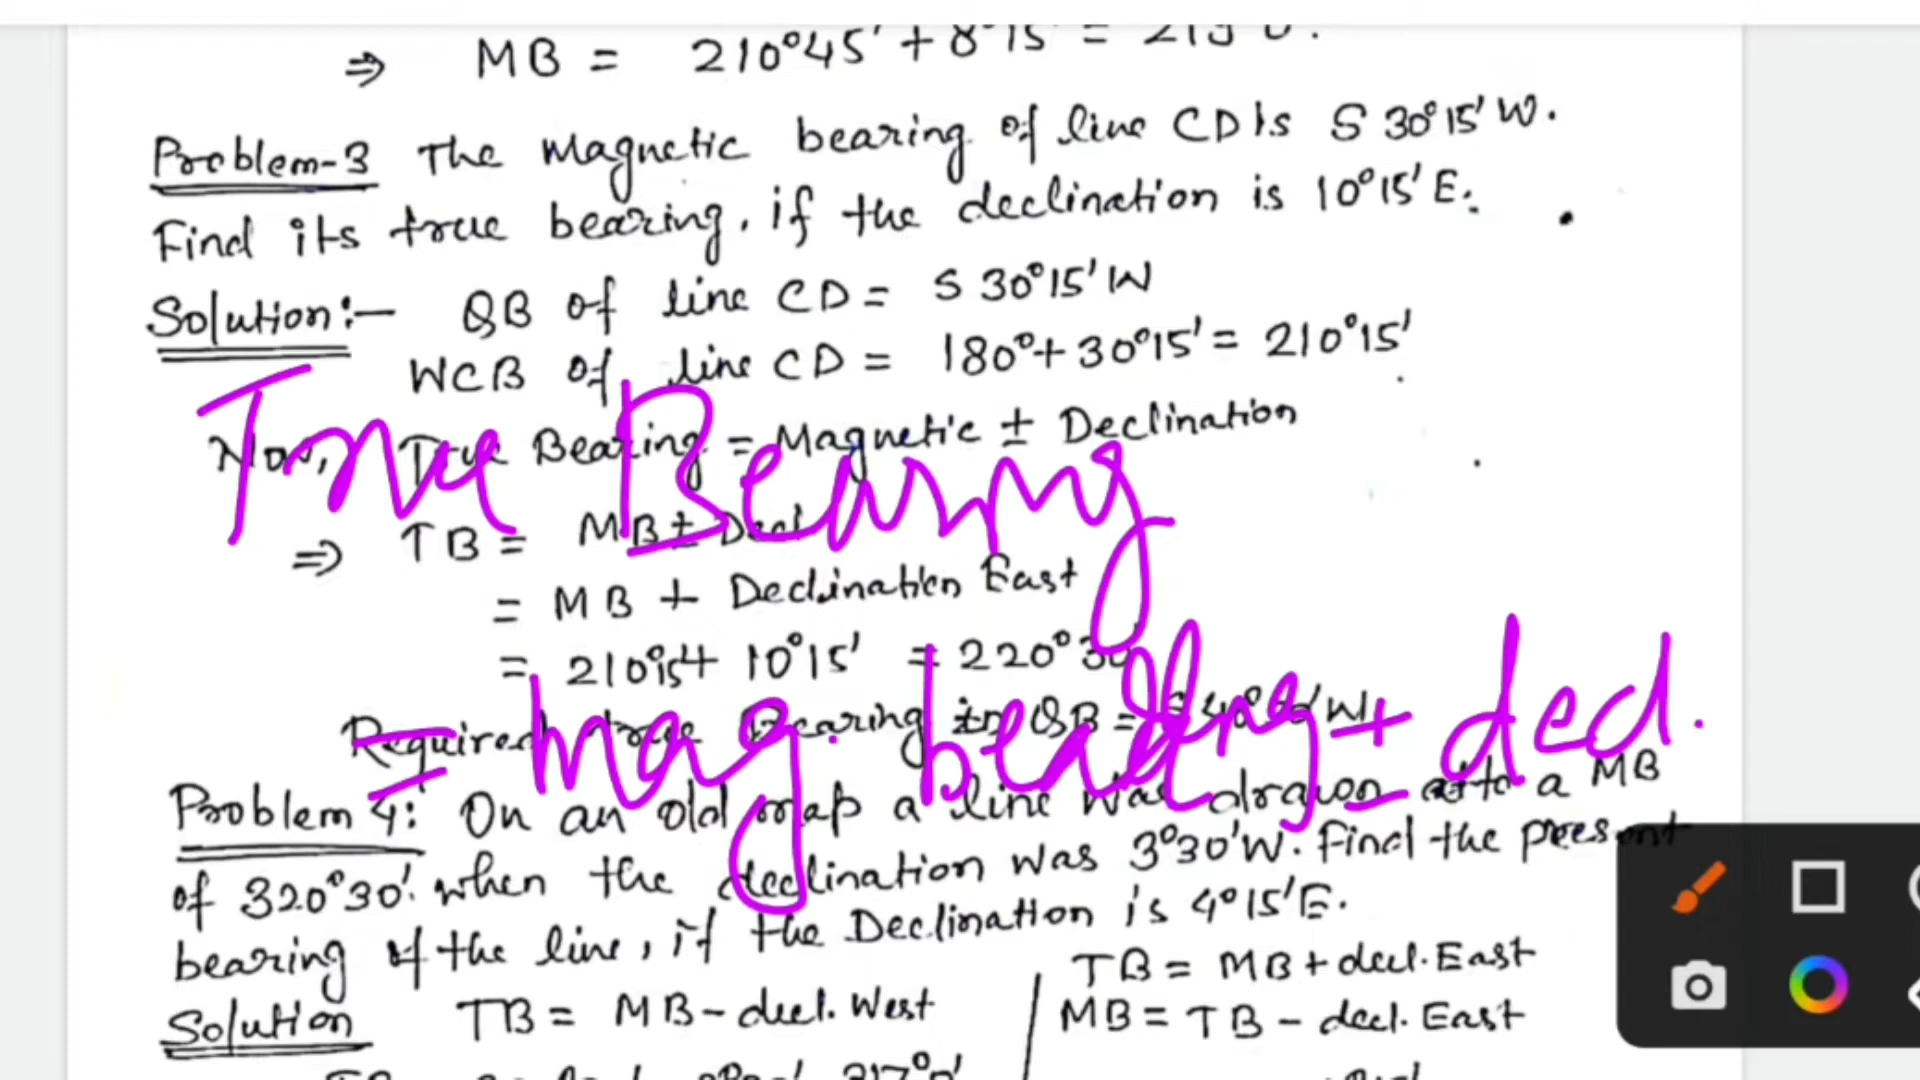 ⇒ MB = 210°45' + 8°15' =
Problem-3 The Magnetic bearing of line CD is S 30°15' W.
Find its true bearing, if the declination is 10°15' E.
Solution:- QB of line CD = S 30°15' W
WCB of line CD = 180° + 30°15' = 210°15'
Now, True Bearing = Magnetic ± Declination
True Bearing
⇒ TB = MB ± Decl
= MB + Declination East
= 210°15' + 10°15' = 220°30'
= mag. bearing ± decl.
Required true Bearing in QB =
Problem 4: On an old map a line was drawn to a MB
of 320°30'. when the declination was 3°30'W. Find the present
bearing of the line, if the Declination is 4°15'E.
TB = MB + decl. East
Solution TB = MB - decl. West
MB = TB - decl. East